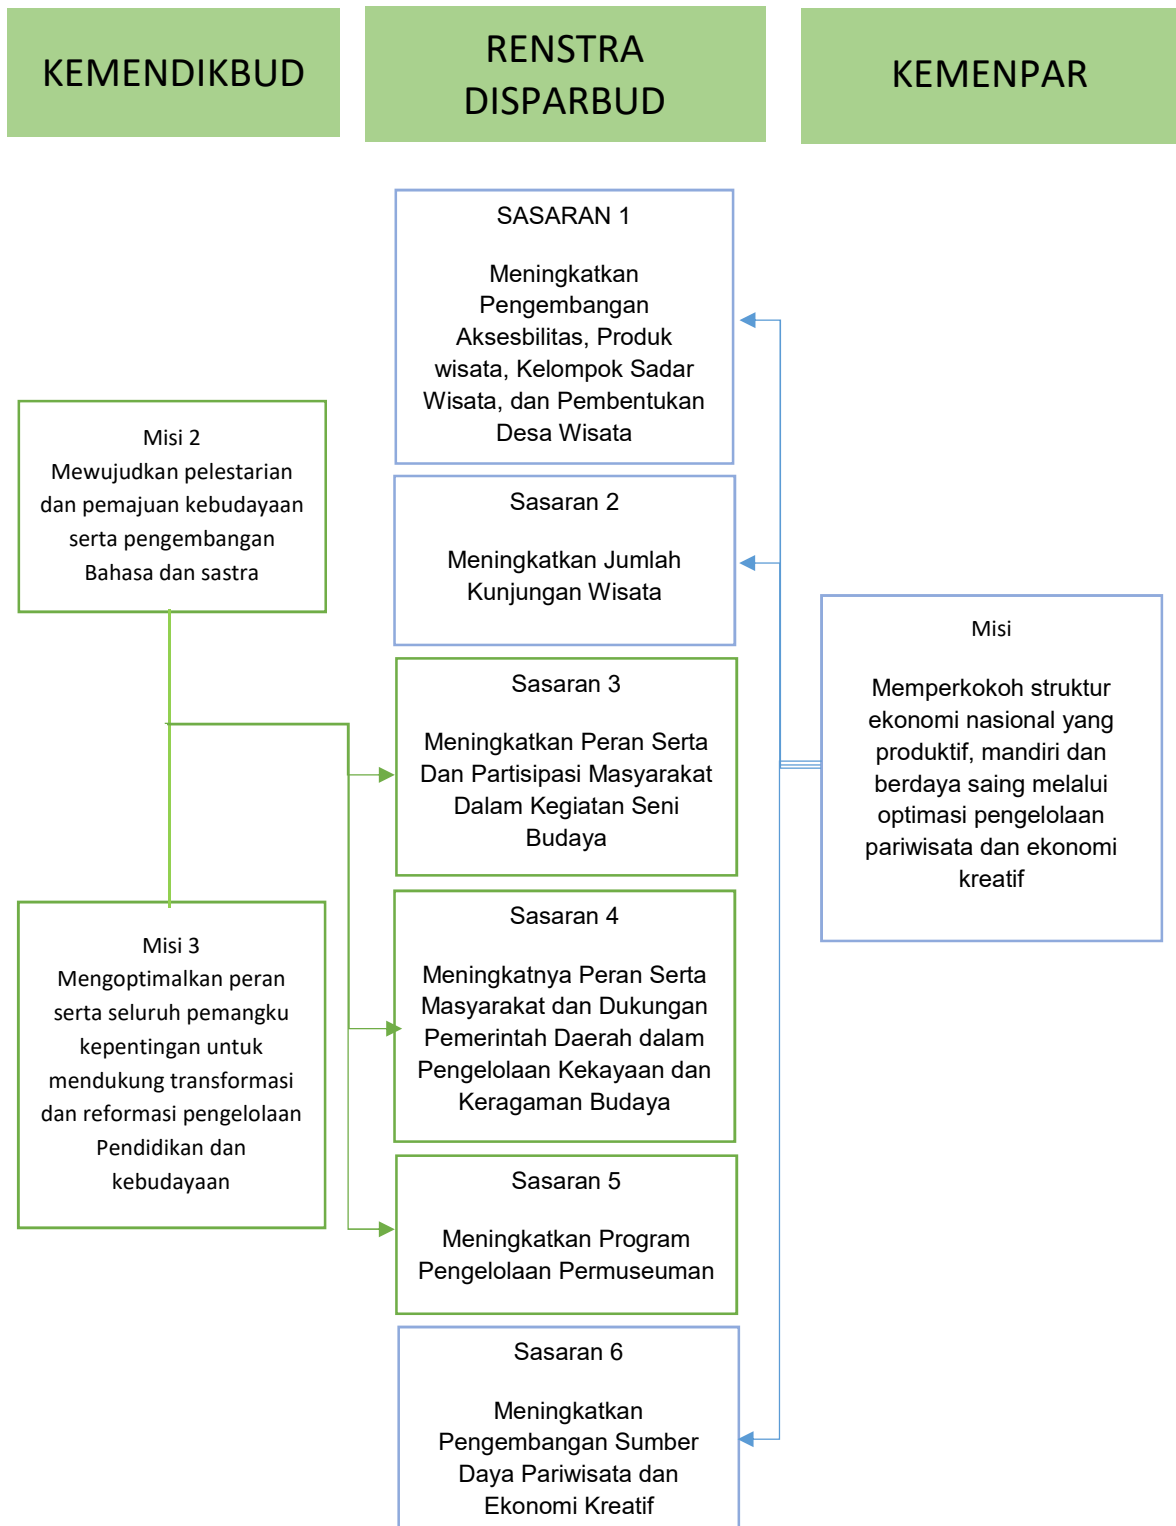 KEMENDIKBUD
RENSTRA
DISPARBUD
KEMENPAR
SASARAN 1
Meningkatkan
Pengembangan
Aksesbilitas, Produk
wisata, Kelompok Sadar
Wisata, dan Pembentukan
Desa Wisata
Misi 2
Mewujudkan pelestarian
dan pemajuan kebudayaan
serta pengembangan
Bahasa dan sastra
Sasaran 2
Meningkatkan Jumlah
Kunjungan Wisata
Misi
Memperkokoh struktur
ekonomi nasional yang
produktif, mandiri dan
berdaya saing melalui
optimasi pengelolaan
pariwisata dan ekonomi
kreatif
Sasaran 3
Meningkatkan Peran Serta
Dan Partisipasi Masyarakat
Dalam Kegiatan Seni
Budaya
Misi 3
Mengoptimalkan peran
serta seluruh pemangku
kepentingan untuk
mendukung transformasi
dan reformasi pengelolaan
Pendidikan dan
kebudayaan
Sasaran 4
Meningkatnya Peran Serta
Masyarakat dan Dukungan
Pemerintah Daerah dalam
Pengelolaan Kekayaan dan
Keragaman Budaya
Sasaran 5
Meningkatkan Program
Pengelolaan Permuseuman
Sasaran 6
Meningkatkan
Pengembangan Sumber
Daya Pariwisata dan
Ekonomi Kreatif